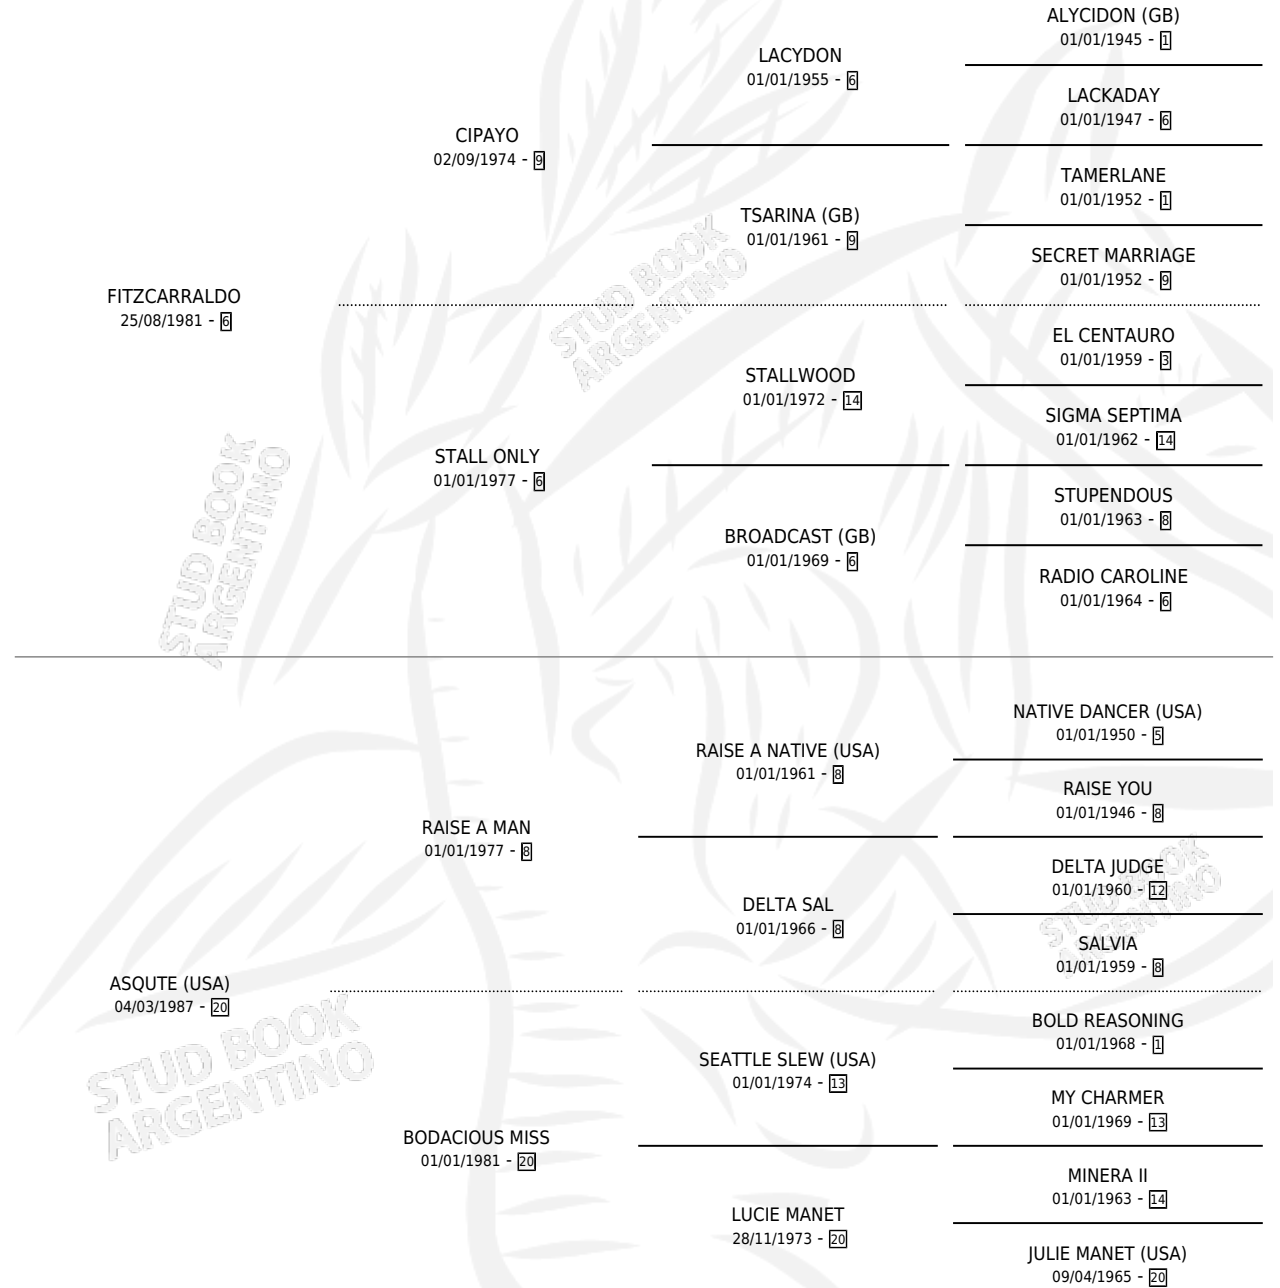 ALYCIDON (GB)
01/01/1945 - 1
LACYDON
01/01/1955 - 6
LACKADAY
01/01/1947 - 6
CIPAYO
02/09/1974 - 9
TAMERLANE
01/01/1952 - 1
TSARINA (GB)
01/01/1961 - 9
SECRET MARRIAGE
01/01/1952 - 9
FITZCARRALDO
25/08/1981 - 6
EL CENTAURO
01/01/1959 - 3
STALLWOOD
01/01/1972 - 14
SIGMA SEPTIMA
01/01/1962 - 14
STALL ONLY
01/01/1977 - 6
STUPENDOUS
01/01/1963 - 8
BROADCAST (GB)
01/01/1969 - 6
RADIO CAROLINE
01/01/1964 - 6
NATIVE DANCER (USA)
01/01/1950 - 5
RAISE A NATIVE (USA)
01/01/1961 - 8
RAISE YOU
01/01/1946 - 8
RAISE A MAN
01/01/1977 - 8
DELTA JUDGE
01/01/1960 - 12
DELTA SAL
01/01/1966 - 8
SALVIA
01/01/1959 - 8
ASQUTE (USA)
04/03/1987 - 20
BOLD REASONING
01/01/1968 - 1
SEATTLE SLEW (USA)
01/01/1974 - 13
MY CHARMER
01/01/1969 - 13
BODACIOUS MISS
01/01/1981 - 20
MINERA II
01/01/1963 - 14
LUCIE MANET
28/11/1973 - 20
JULIE MANET (USA)
09/04/1965 - 20
STUD BOOK
ARGENTINO
STUD BOOK
ARGENTINO
STUD BOOK
ARGENTINO
STUD BOOK
ARGENTINO